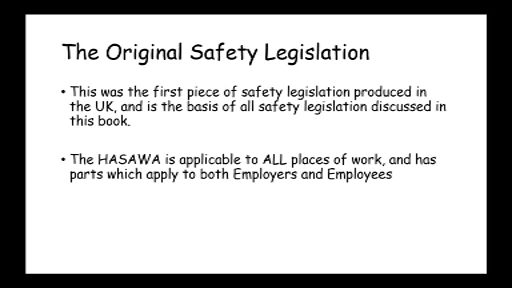 The Original Safety Legislation
• This was the first piece of safety legislation produced in
the UK, and is the basis of all safety legislation discussed in
this book.
• The HASAWA is applicable to ALL places of work, and has
parts which apply to both Employers and Employees